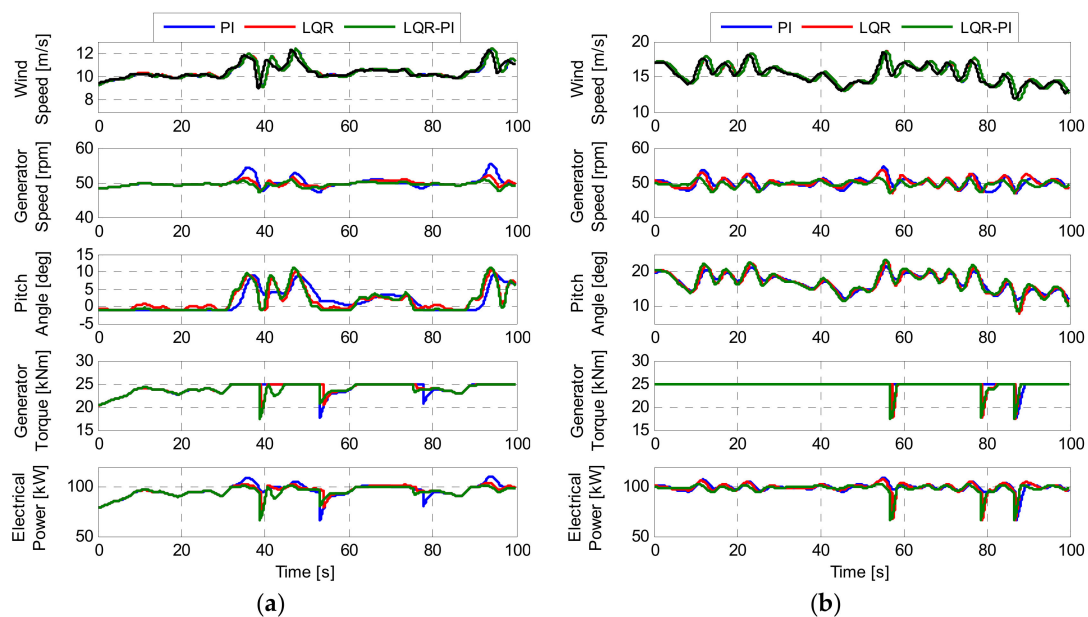 PI LQR LQR-PI
Wind
Speed [m/s]
12
10
8
0 20 40 60 80 100
Generator
Speed [rpm]
60
50
40
0 20 40 60 80 100
Pitch
Angle [deg]
15
10
5
0
-5
0 20 40 60 80 100
Generator
Torque [kNm]
30
25
20
15
0 20 40 60 80 100
Electrical
Power [kW]
100
50
0 20 40 60 80 100
Time [s]
(a)
PI LQR LQR-PI
Wind
Speed [m/s]
20
15
10
0 20 40 60 80 100
Generator
Speed [rpm]
60
50
40
0 20 40 60 80 100
Pitch
Angle [deg]
20
10
0 20 40 60 80 100
Generator
Torque [kNm]
30
25
20
15
0 20 40 60 80 100
Electrical
Power [kW]
100
50
0 20 40 60 80 100
Time [s]
(b)